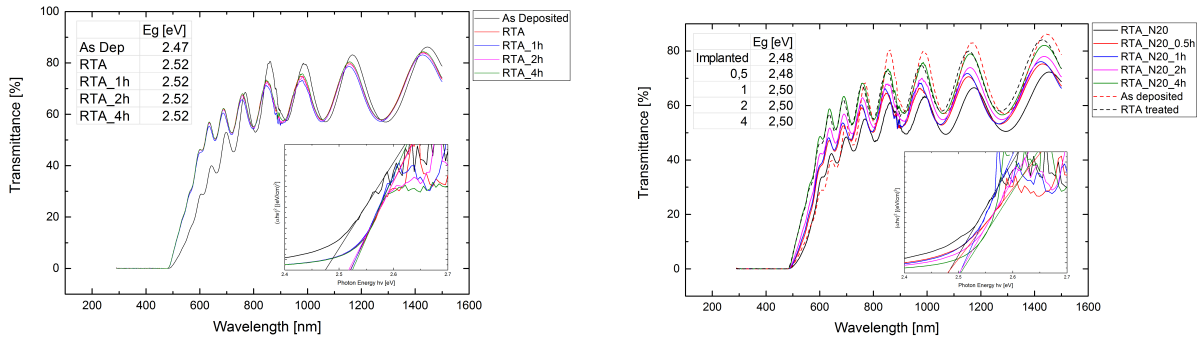 100
80
60
40
20
0
Transmittance [%]
200 400 600 800 1000 1200 1400 1600
Wavelength [nm]
Eg [eV]
As Dep 2.47
RTA 2.52
RTA_1h 2.52
RTA_2h 2.52
RTA_4h 2.52
As Deposited
RTA
RTA_1h
RTA_2h
RTA_4h
2.4 2.5 2.6 2.7
Photon Energy hv [eV]
80
60
40
20
0
Transmittance [%]
200 400 600 800 1000 1200 1400 1600
Wavelength [nm]
Eg [eV]
Implanted 2,48
0,5 2,48
1 2,50
2 2,50
4 2,50
RTA_N20
RTA_N20_0.5h
RTA_N20_1h
RTA_N20_2h
RTA_N20_4h
As deposited
RTA treated
2.4 2.5 2.6 2.7
Photon Energy hv [eV]